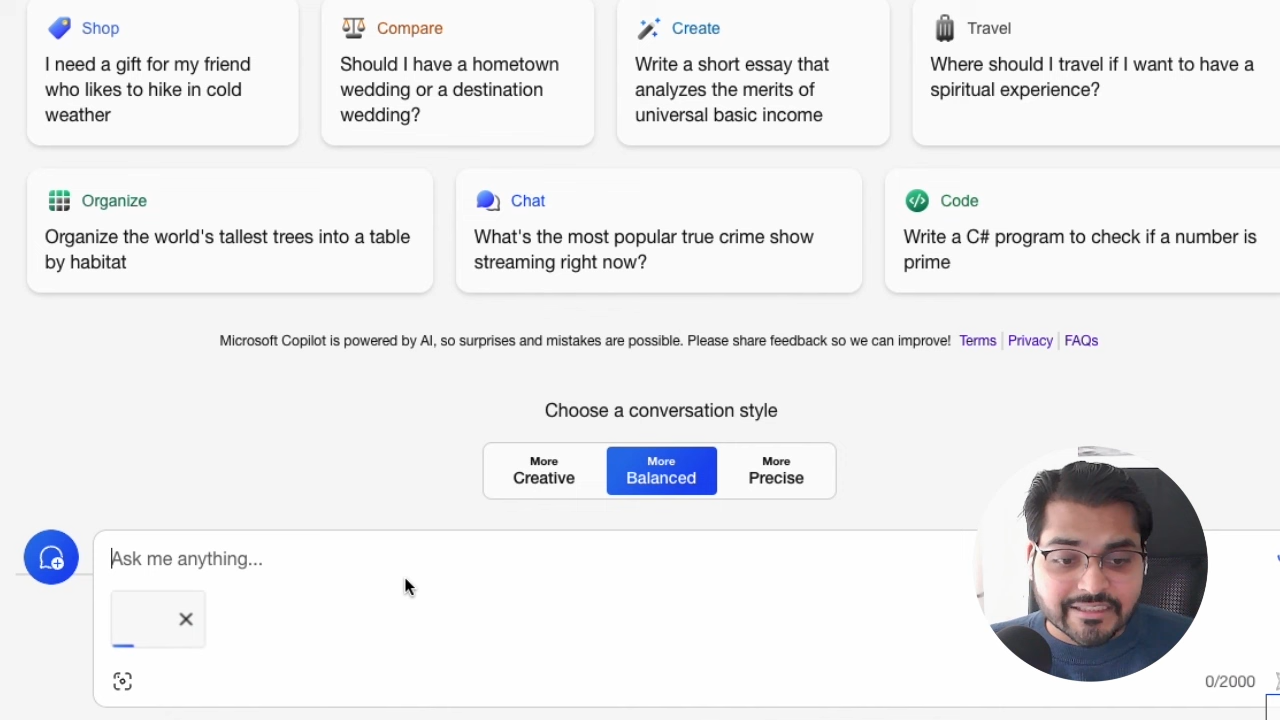 Shop
I need a gift for my friend
who likes to hike in cold
weather
Compare
Should I have a hometown
wedding or a destination
wedding?
Create
Write a short essay that
analyzes the merits of
universal basic income
Travel
Where should I travel if I want to have a
spiritual experience?
Organize
Organize the world's tallest trees into a table
by habitat
Chat
What's the most popular true crime show
streaming right now?
Code
Write a C# program to check if a number is
prime
Microsoft Copilot is powered by AI, so surprises and mistakes are possible. Please share feedback so we can improve! Terms | Privacy | FAQs
Choose a conversation style
More
Creative
More
Balanced
More
Precise
Ask me anything...
0/2000